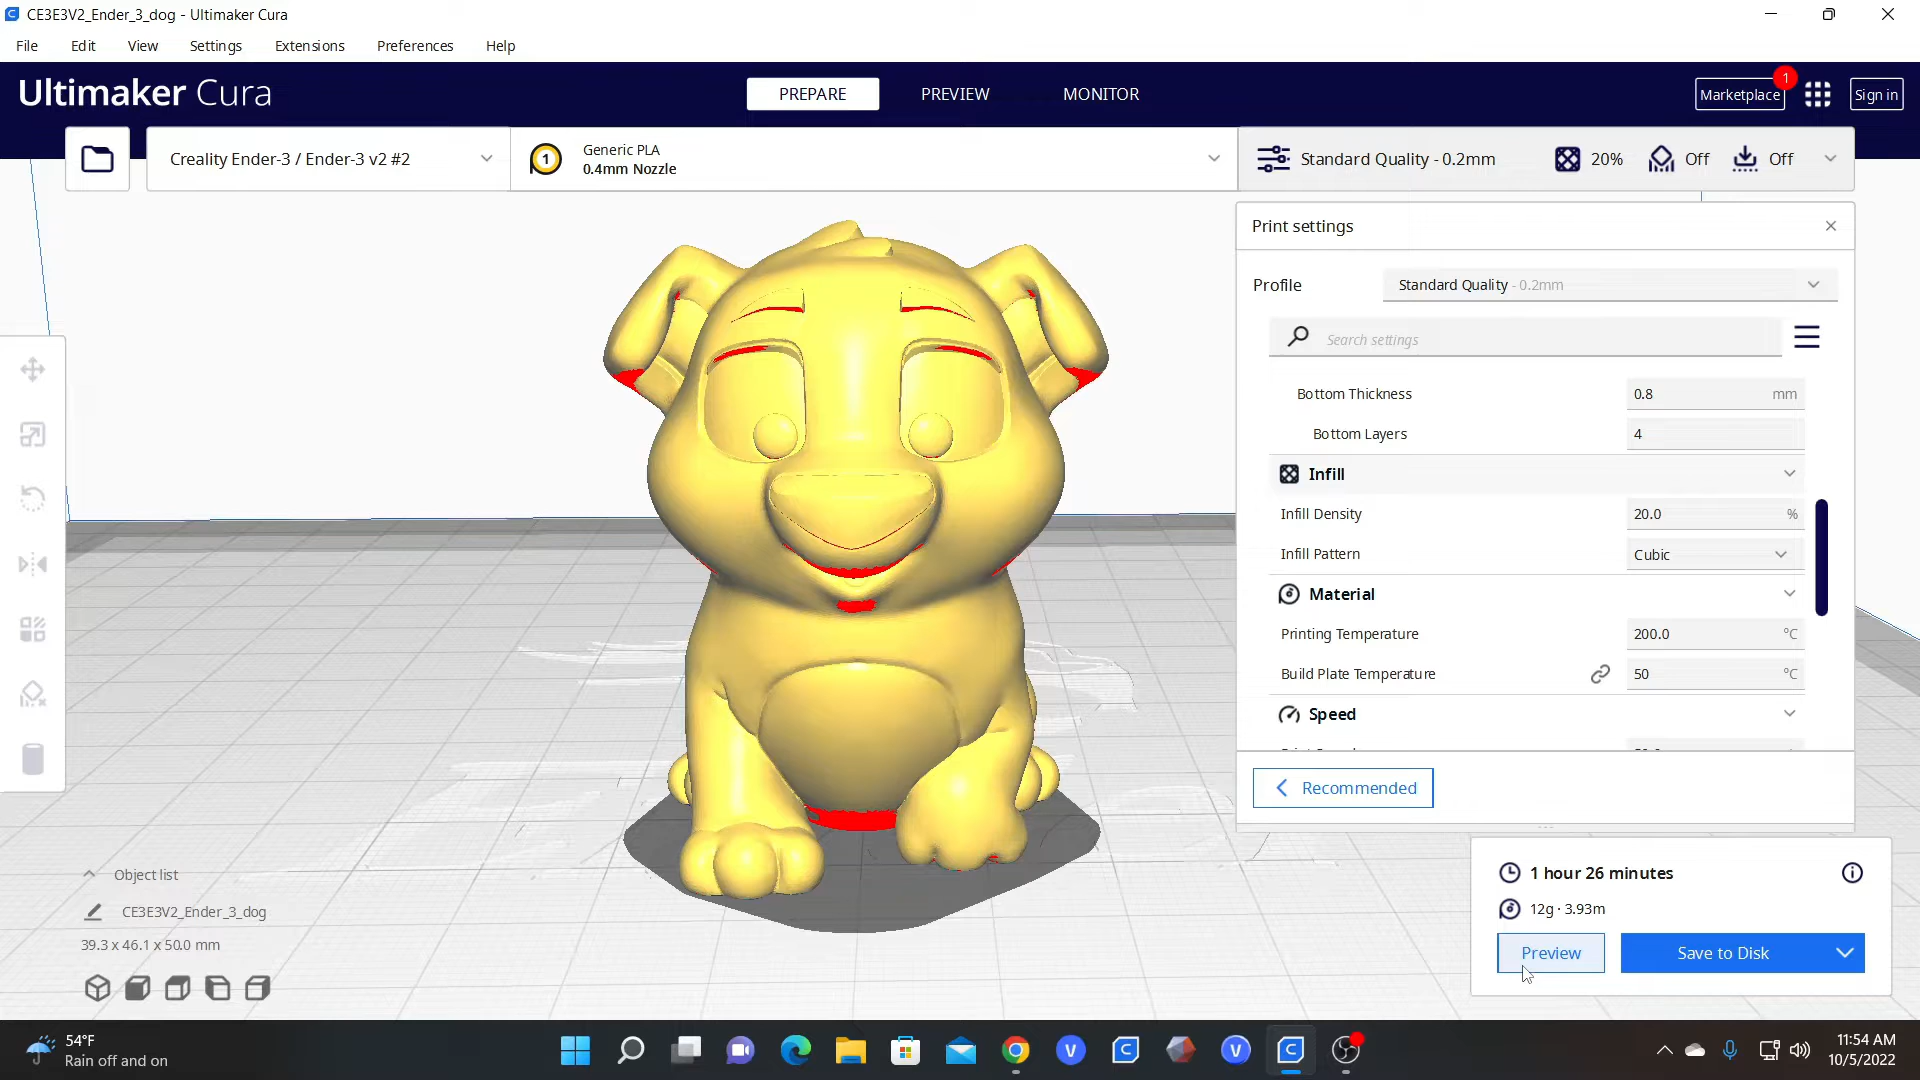 CE3E3V2_Ender_3_dog - Ultimaker Cura
File Edit View Settings Extensions Preferences Help
Ultimaker Cura
PREPARE PREVIEW MONITOR
Marketplace 1 Sign in
Creality Ender-3 / Ender-3 v2 #2
1 Generic PLA
0.4mm Nozzle
Standard Quality - 0.2mm 20% Off Off
Print settings
Profile Standard Quality - 0.2mm
Search settings
Bottom Thickness 0.8 mm
Bottom Layers 4
Infill
Infill Density 20.0 %
Infill Pattern Cubic
Material
Printing Temperature 200.0 °C
Build Plate Temperature 50 °C
Speed
Recommended
Object list
CE3E3V2_Ender_3_dog
39.3 x 46.1 x 50.0 mm
1 hour 26 minutes
12g · 3.93m
Preview Save to Disk
54°F
Rain off and on
11:54 AM
10/5/2022